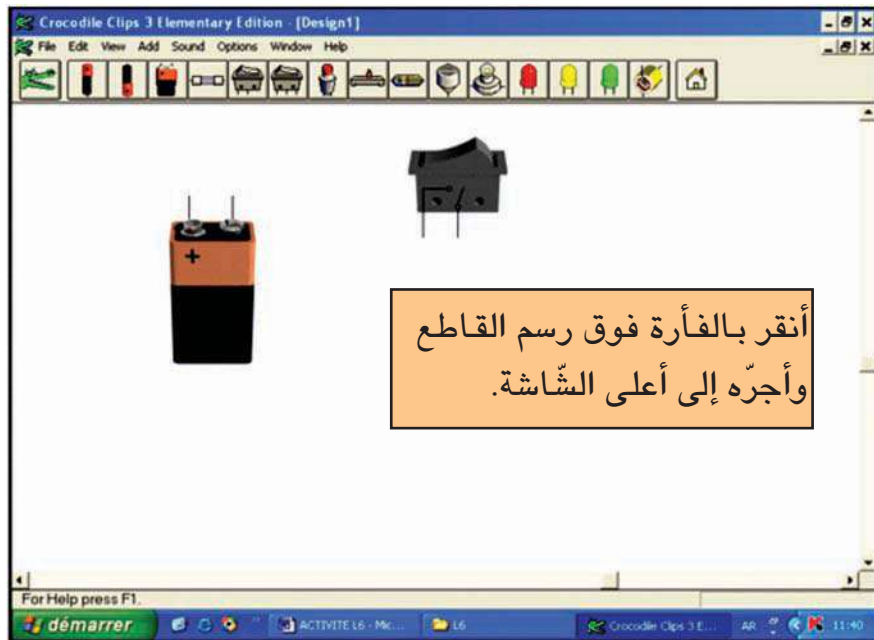 Crocodile Clips 3 Elementary Edition - [Design1]
File Edit View Add Sound Options Window Help
+
أنقر بالفأرة فوق رسم القاطع
وأجرّه إلى أعلى الشّاشة.
For Help press F1.
démarrer ACTIVITE L6 - Mic... L6 Crocodile Clips 3 E... AR 11:40